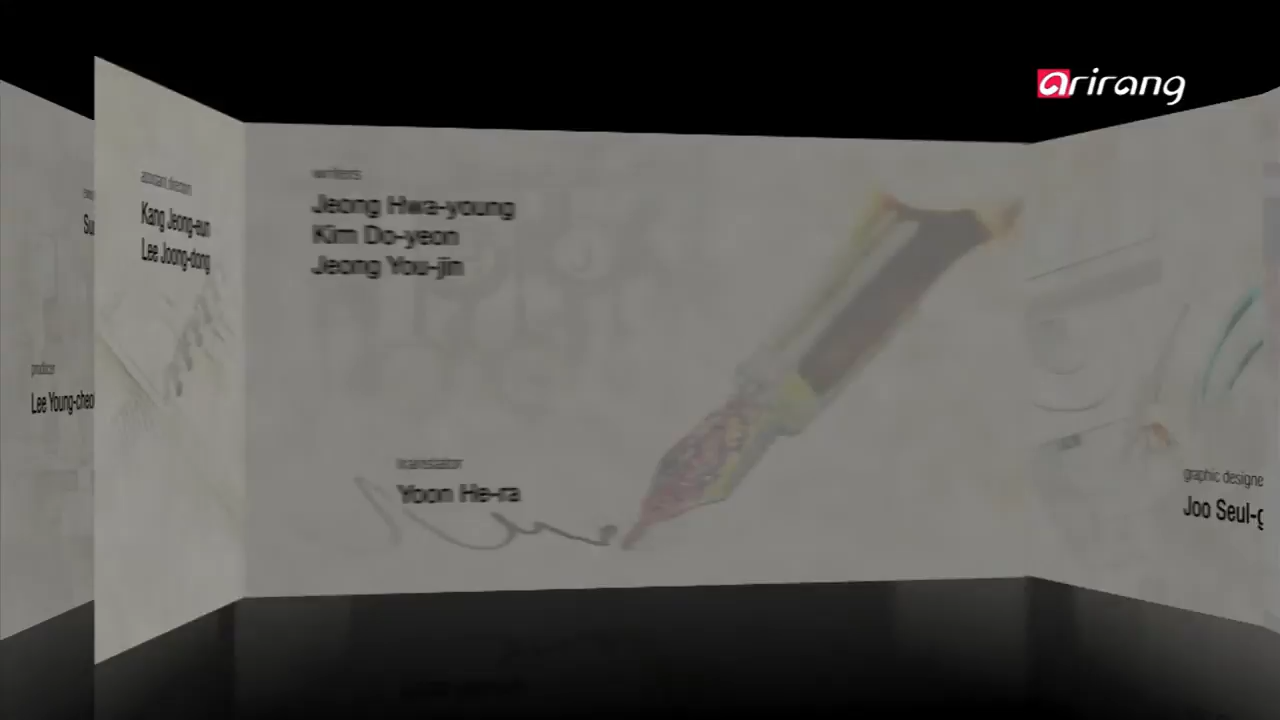 arirang
producer
assistant directors
Kang Jeong-eun
Lee Joong-dong
writers
Jeong Hwa-young
Kim Do-yeon
Jeong You-jin
translator
Yoon He-ra
graphic designe
Joo Seul-g
Lee Young-cheo